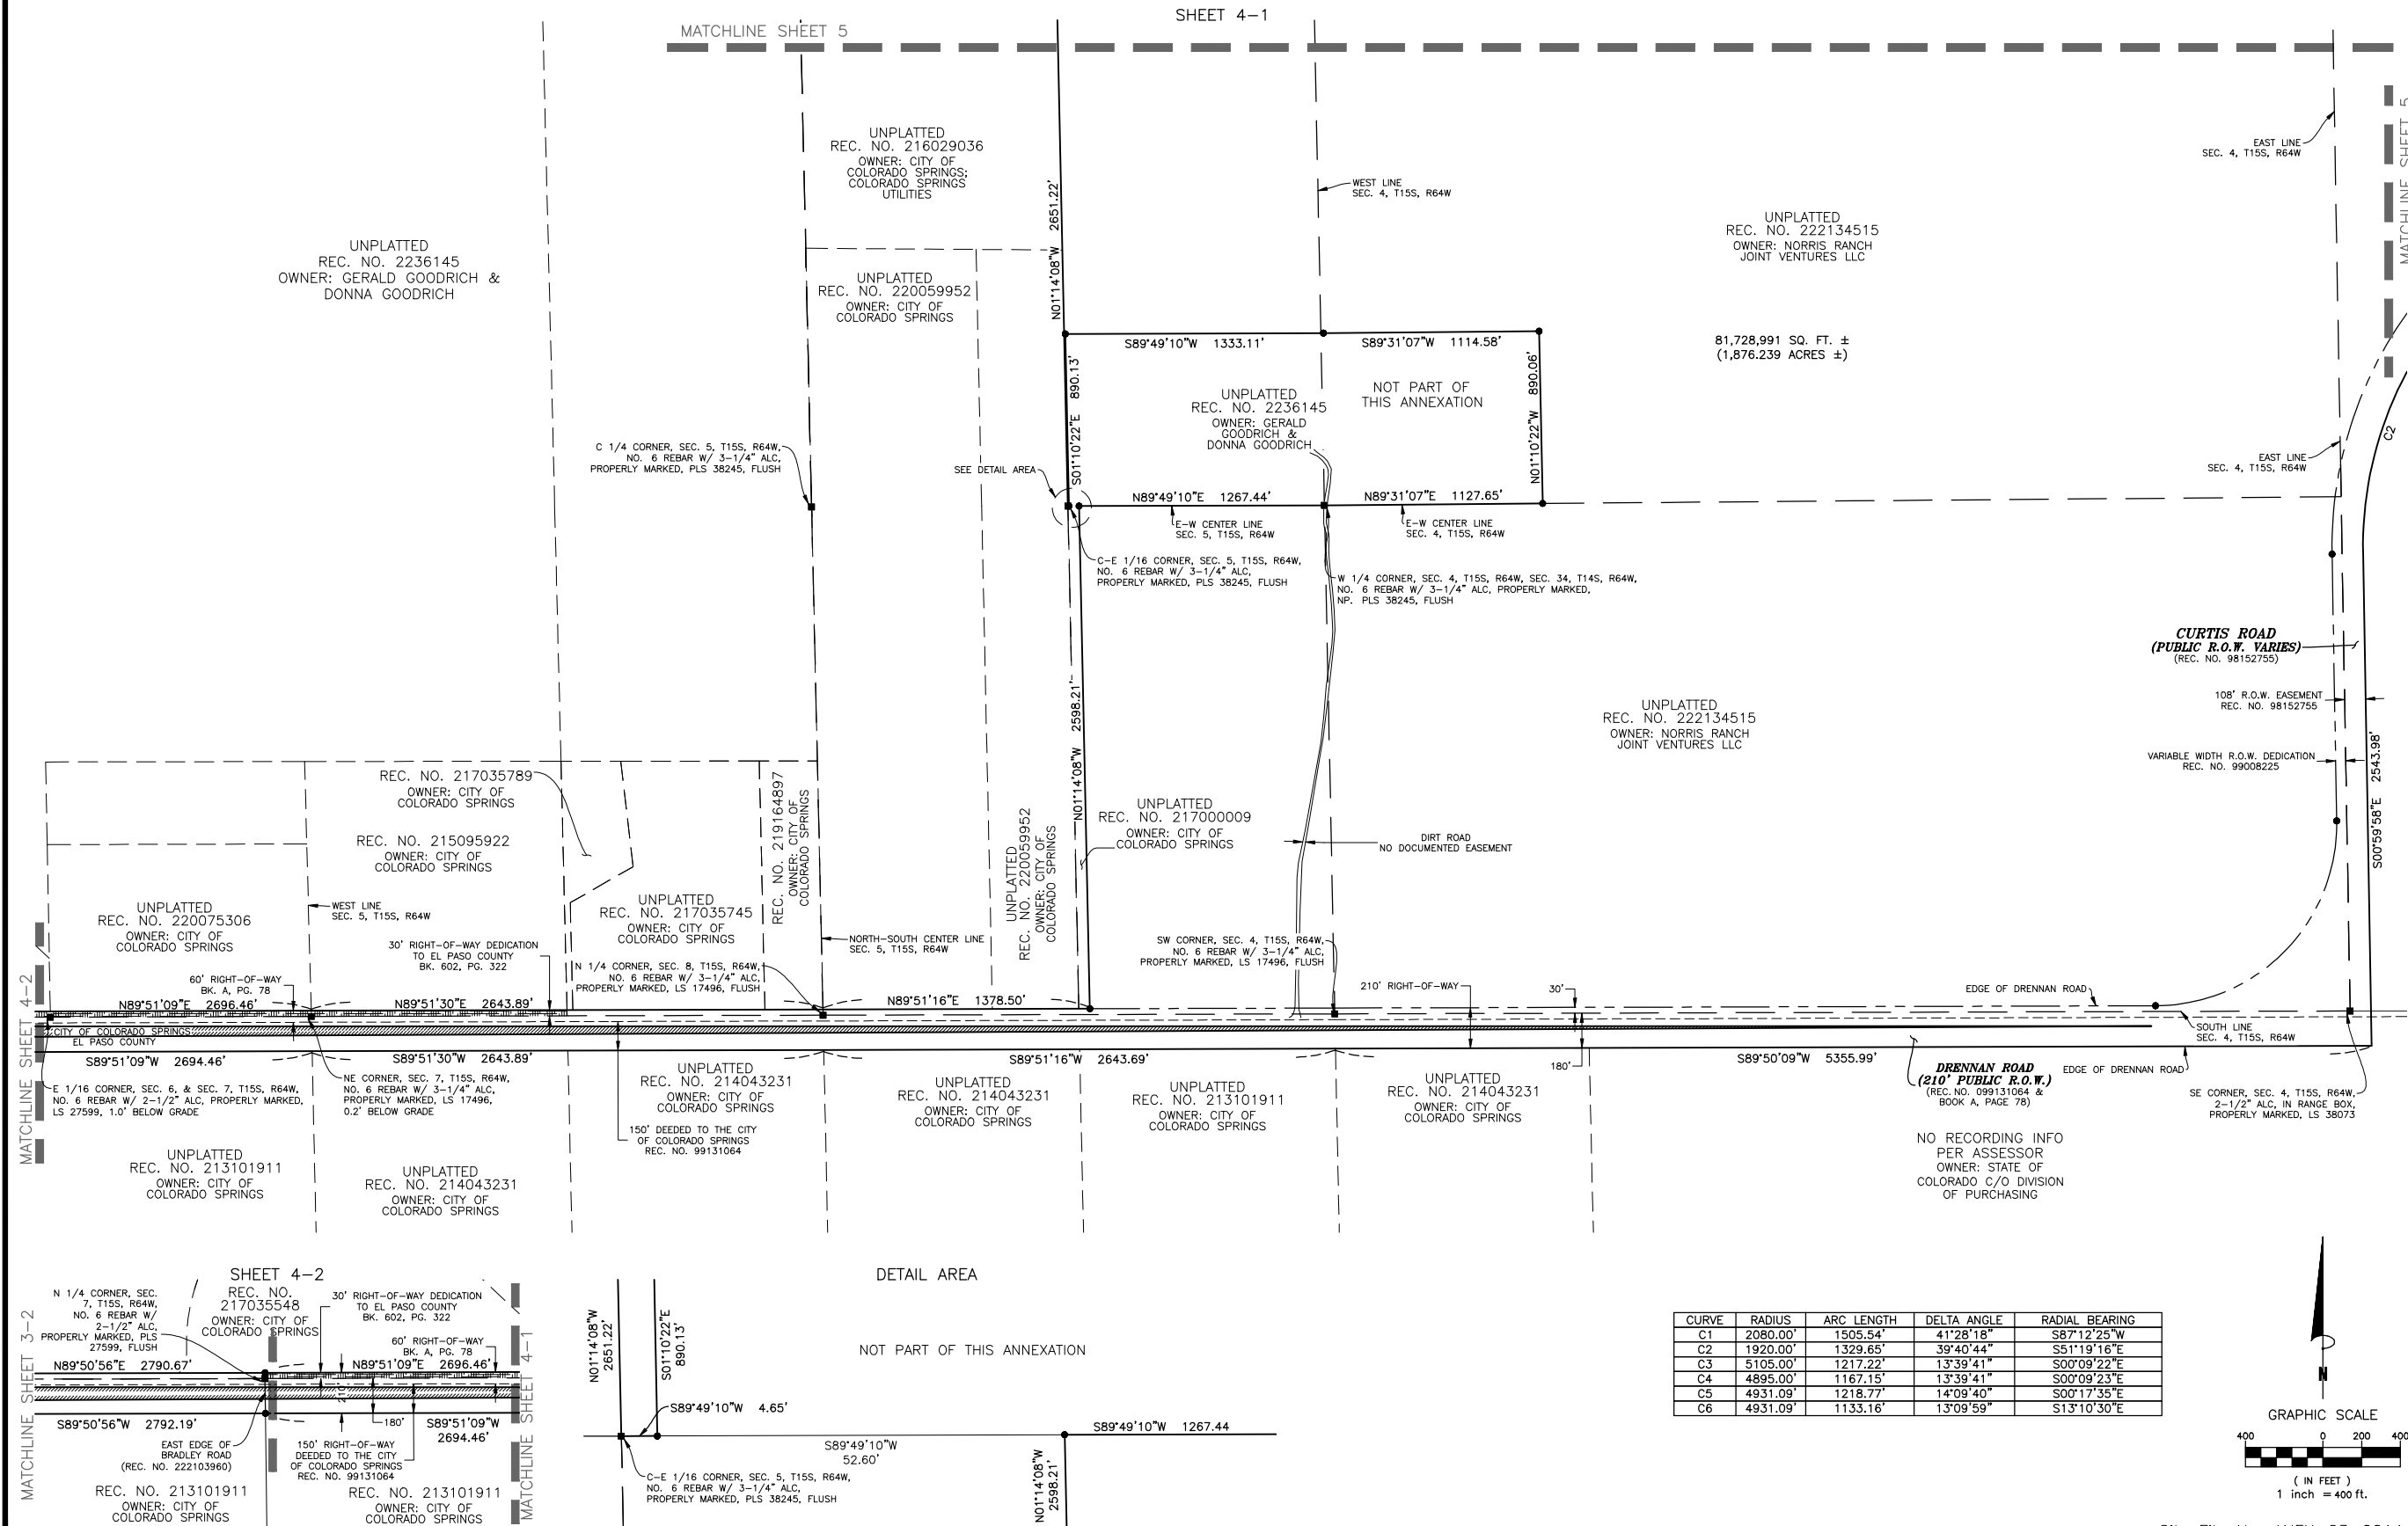 SHEET 4-1
MATCHLINE SHEET 5
MATCHLINE SHEET 5
UNPLATTED
REC. NO. 2236145
OWNER: GERALD GOODRICH &
DONNA GOODRICH
UNPLATTED
REC. NO. 216029036
OWNER: CITY OF
COLORADO SPRINGS;
COLORADO SPRINGS
UTILITIES
UNPLATTED
REC. NO. 220059952
OWNER: CITY OF
COLORADO SPRINGS
N01°14'08"W 2651.22'
WEST LINE
SEC. 4, T15S, R64W
UNPLATTED
REC. NO. 222134515
OWNER: NORRIS RANCH
JOINT VENTURES LLC
81,728,991 SQ. FT. ±
(1,876.239 ACRES ±)
EAST LINE
SEC. 4, T15S, R64W
EAST LINE
SEC. 4, T15S, R64W
C2
S89°49'10"W 1333.11'
S89°31'07"W 1114.58'
S01°10'22"E 890.13'
N01°10'22"W 890.06'
UNPLATTED
REC. NO. 2236145
OWNER: GERALD
GOODRICH &
DONNA GOODRICH
NOT PART OF
THIS ANNEXATION
C 1/4 CORNER, SEC. 5, T15S, R64W,
NO. 6 REBAR W/ 3-1/4" ALC,
PROPERLY MARKED, PLS 38245, FLUSH
SEE DETAIL AREA
N89°49'10"E 1267.44'
N89°31'07"E 1127.65'
E-W CENTER LINE
SEC. 5, T15S, R64W
E-W CENTER LINE
SEC. 4, T15S, R64W
C-E 1/16 CORNER, SEC. 5, T15S, R64W,
NO. 6 REBAR W/ 3-1/4" ALC,
PROPERLY MARKED, PLS 38245, FLUSH
W 1/4 CORNER, SEC. 4, T15S, R64W, SEC. 34, T14S, R64W,
NO. 6 REBAR W/ 3-1/4" ALC, PROPERLY MARKED,
NP. PLS 38245, FLUSH
CURTIS ROAD
(PUBLIC R.O.W. VARIES)
(REC. NO. 98152755)
108' R.O.W. EASEMENT
REC. NO. 98152755
VARIABLE WIDTH R.O.W. DEDICATION
REC. NO. 99008225
S00°59'58"E 2543.98'
UNPLATTED
REC. NO. 222134515
OWNER: NORRIS RANCH
JOINT VENTURES LLC
N01°14'08"W 2598.21'
REC. NO. 217035789
OWNER: CITY OF
COLORADO SPRINGS
REC. NO. 215095922
OWNER: CITY OF
COLORADO SPRINGS
REC. NO. 219164897
OWNER: CITY OF
COLORADO SPRINGS
UNPLATTED
REC. NO. 220059952
OWNER: CITY OF
COLORADO SPRINGS
UNPLATTED
REC. NO. 217000009
OWNER: CITY OF
COLORADO SPRINGS
DIRT ROAD
NO DOCUMENTED EASEMENT
UNPLATTED
REC. NO. 220075306
OWNER: CITY OF
COLORADO SPRINGS
WEST LINE
SEC. 5, T15S, R64W
UNPLATTED
REC. NO. 217035745
OWNER: CITY OF
COLORADO SPRINGS
30' RIGHT-OF-WAY DEDICATION
TO EL PASO COUNTY
BK. 602, PG. 322
NORTH-SOUTH CENTER LINE
SEC. 5, T15S, R64W
N 1/4 CORNER, SEC. 8, T15S, R64W,
NO. 6 REBAR W/ 3-1/4" ALC,
PROPERLY MARKED, LS 17496, FLUSH
SW CORNER, SEC. 4, T15S, R64W,
NO. 6 REBAR W/ 3-1/4" ALC,
PROPERLY MARKED, LS 17496, FLUSH
60' RIGHT-OF-WAY
BK. A, PG. 78
210' RIGHT-OF-WAY
30'
EDGE OF DRENNAN ROAD
MATCHLINE SHEET 4-2
N89°51'09"E 2696.46'
N89°51'30"E 2643.89'
N89°51'16"E 1378.50'
CITY OF COLORADO SPRINGS
EL PASO COUNTY
SOUTH LINE
SEC. 4, T15S, R64W
S89°51'09"W 2694.46'
S89°51'30"W 2643.89'
S89°51'16"W 2643.69'
180'
S89°50'09"W 5355.99'
DRENNAN ROAD
(210' PUBLIC R.O.W.)
(REC. NO. 099131064 &
BOOK A, PAGE 78)
EDGE OF DRENNAN ROAD
E 1/16 CORNER, SEC. 6, & SEC. 7, T15S, R64W,
NO. 6 REBAR W/ 2-1/2" ALC, PROPERLY MARKED,
LS 27599, 1.0' BELOW GRADE
NE CORNER, SEC. 7, T15S, R64W,
NO. 6 REBAR W/ 3-1/4" ALC,
PROPERLY MARKED, LS 17496,
0.2' BELOW GRADE
UNPLATTED
REC. NO. 214043231
OWNER: CITY OF
COLORADO SPRINGS
UNPLATTED
REC. NO. 214043231
OWNER: CITY OF
COLORADO SPRINGS
UNPLATTED
REC. NO. 213101911
OWNER: CITY OF
COLORADO SPRINGS
UNPLATTED
REC. NO. 214043231
OWNER: CITY OF
COLORADO SPRINGS
SE CORNER, SEC. 4, T15S, R64W,
2-1/2" ALC, IN RANGE BOX,
PROPERLY MARKED, LS 38073
150' DEEDED TO THE CITY
OF COLORADO SPRINGS
REC. NO. 99131064
NO RECORDING INFO
PER ASSESSOR
OWNER: STATE OF
COLORADO C/O DIVISION
OF PURCHASING
UNPLATTED
REC. NO. 213101911
OWNER: CITY OF
COLORADO SPRINGS
UNPLATTED
REC. NO. 214043231
OWNER: CITY OF
COLORADO SPRINGS
SHEET 4-2
MATCHLINE SHEET 3-2
N 1/4 CORNER, SEC.
7, T15S, R64W,
NO. 6 REBAR W/
2-1/2" ALC,
PROPERLY MARKED, PLS
27599, FLUSH
REC. NO.
217035548
OWNER: CITY OF
COLORADO SPRINGS
30' RIGHT-OF-WAY DEDICATION
TO EL PASO COUNTY
BK. 602, PG. 322
60' RIGHT-OF-WAY
BK. A, PG. 78
MATCHLINE SHEET 4-1
N89°50'56"E 2790.67'
N89°51'09"E 2696.46'
210'
180'
S89°50'56"W 2792.19'
S89°51'09"W
2694.46'
EAST EDGE OF
BRADLEY ROAD
(REC. NO. 222103960)
150' RIGHT-OF-WAY
DEEDED TO THE CITY
OF COLORADO SPRINGS
REC. NO. 99131064
REC. NO. 213101911
OWNER: CITY OF
COLORADO SPRINGS
REC. NO. 213101911
OWNER: CITY OF
COLORADO SPRINGS
DETAIL AREA
N01°14'08"W
2651.22'
S01°10'22"E
890.13'
NOT PART OF THIS ANNEXATION
S89°49'10"W 4.65'
S89°49'10"W
52.60'
S89°49'10"W 1267.44
N01°14'08"W
2598.21'
C-E 1/16 CORNER, SEC. 5, T15S, R64W,
NO. 6 REBAR W/ 3-1/4" ALC,
PROPERLY MARKED, PLS 38245, FLUSH
CURVE RADIUS ARC LENGTH DELTA ANGLE RADIAL BEARING
C1 2080.00' 1505.54' 41°28'18" S87°12'25"W
C2 1920.00' 1329.65' 39°40'44" S51°19'16"E
C3 5105.00' 1217.22' 13°39'41" S00°09'22"E
C4 4895.00' 1167.15' 13°39'41" S00°09'23"E
C5 4931.09' 1218.77' 14°09'40" S00°17'35"E
C6 4931.09' 1133.16' 13°09'59" S13°10'30"E
N
GRAPHIC SCALE
400 0 200 400
( IN FEET )
1 inch = 400 ft.